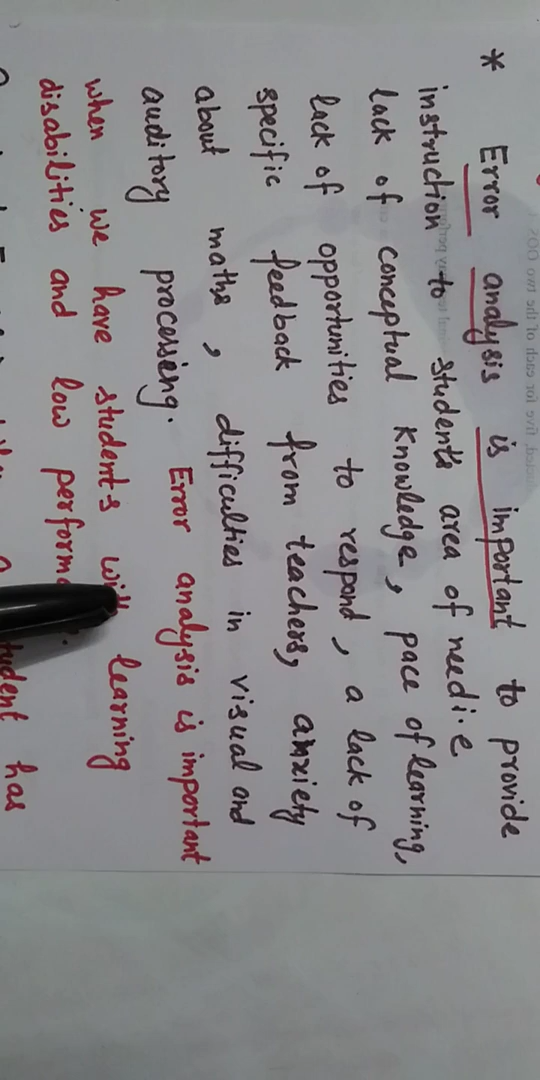 * Error analysis is important to provide
instruction to students area of need i.e
lack of conceptual knowledge, pace of learning,
lack of opportunities to respond, a lack of
specific feedback from teachers, anxiety
about maths, difficulties in visual and
auditory processing. Error analysis is important
when we have students with learning
disabilities and low
student has